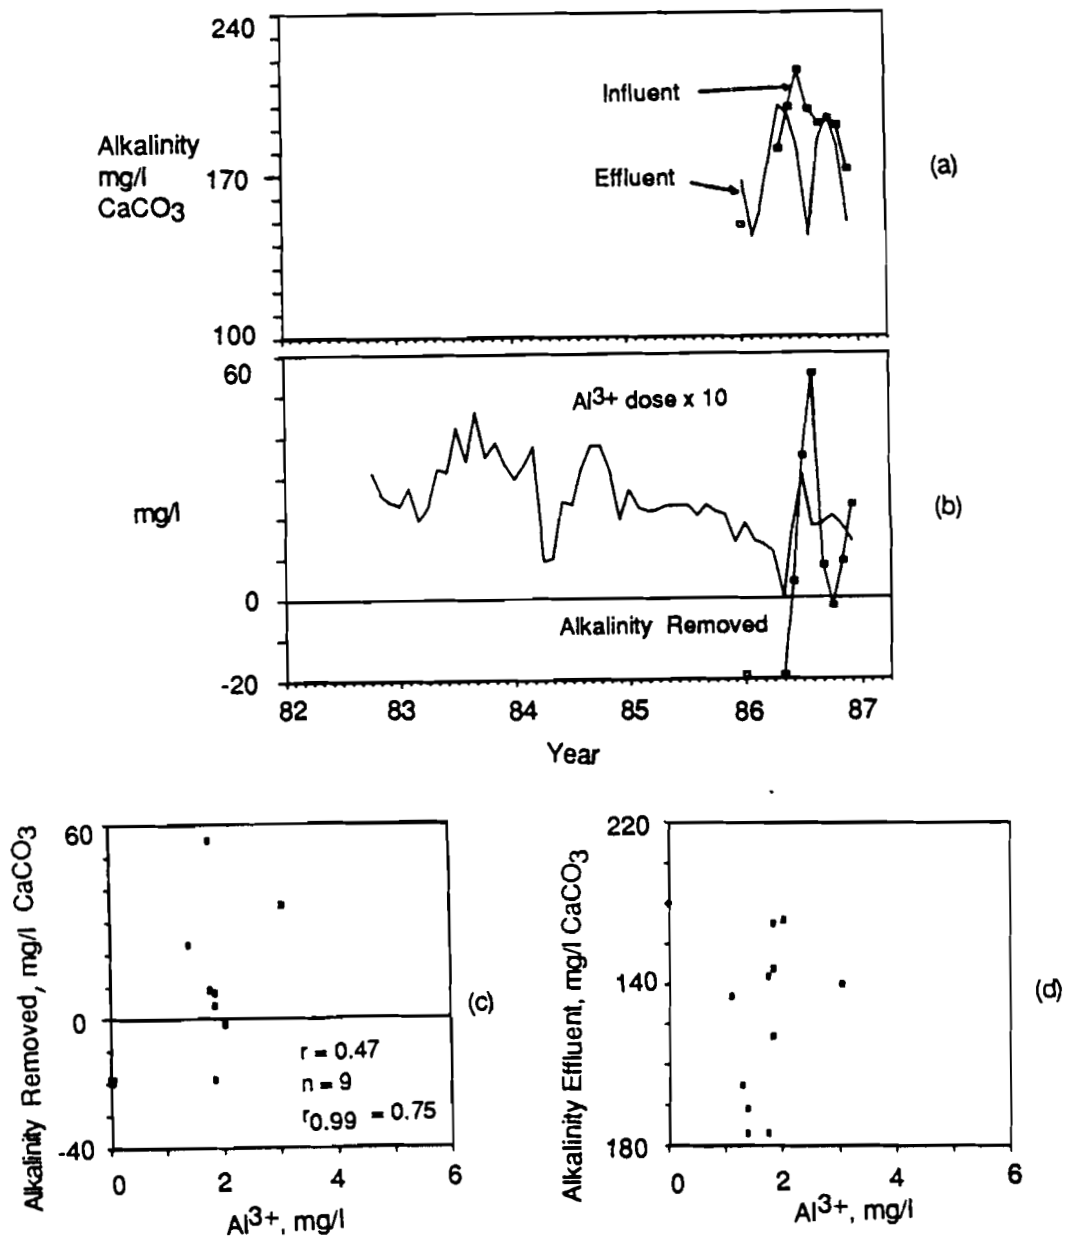 240
Alkalinity
mg/l
CaCO3
170
100
Influent
Effluent
(a)
60
Al3+ dose x 10
mg/l
(b)
0
Alkalinity Removed
-20
82 83 84 85 86 87
Year
Alkalinity Removed, mg/l CaCO3
60
0
-40
r = 0.47
n = 9
r0.99 = 0.75
(c)
0 2 4 6
Al3+, mg/l
Alkalinity Effluent, mg/l CaCO3
220
140
180
(d)
0 2 4 6
Al3+, mg/l